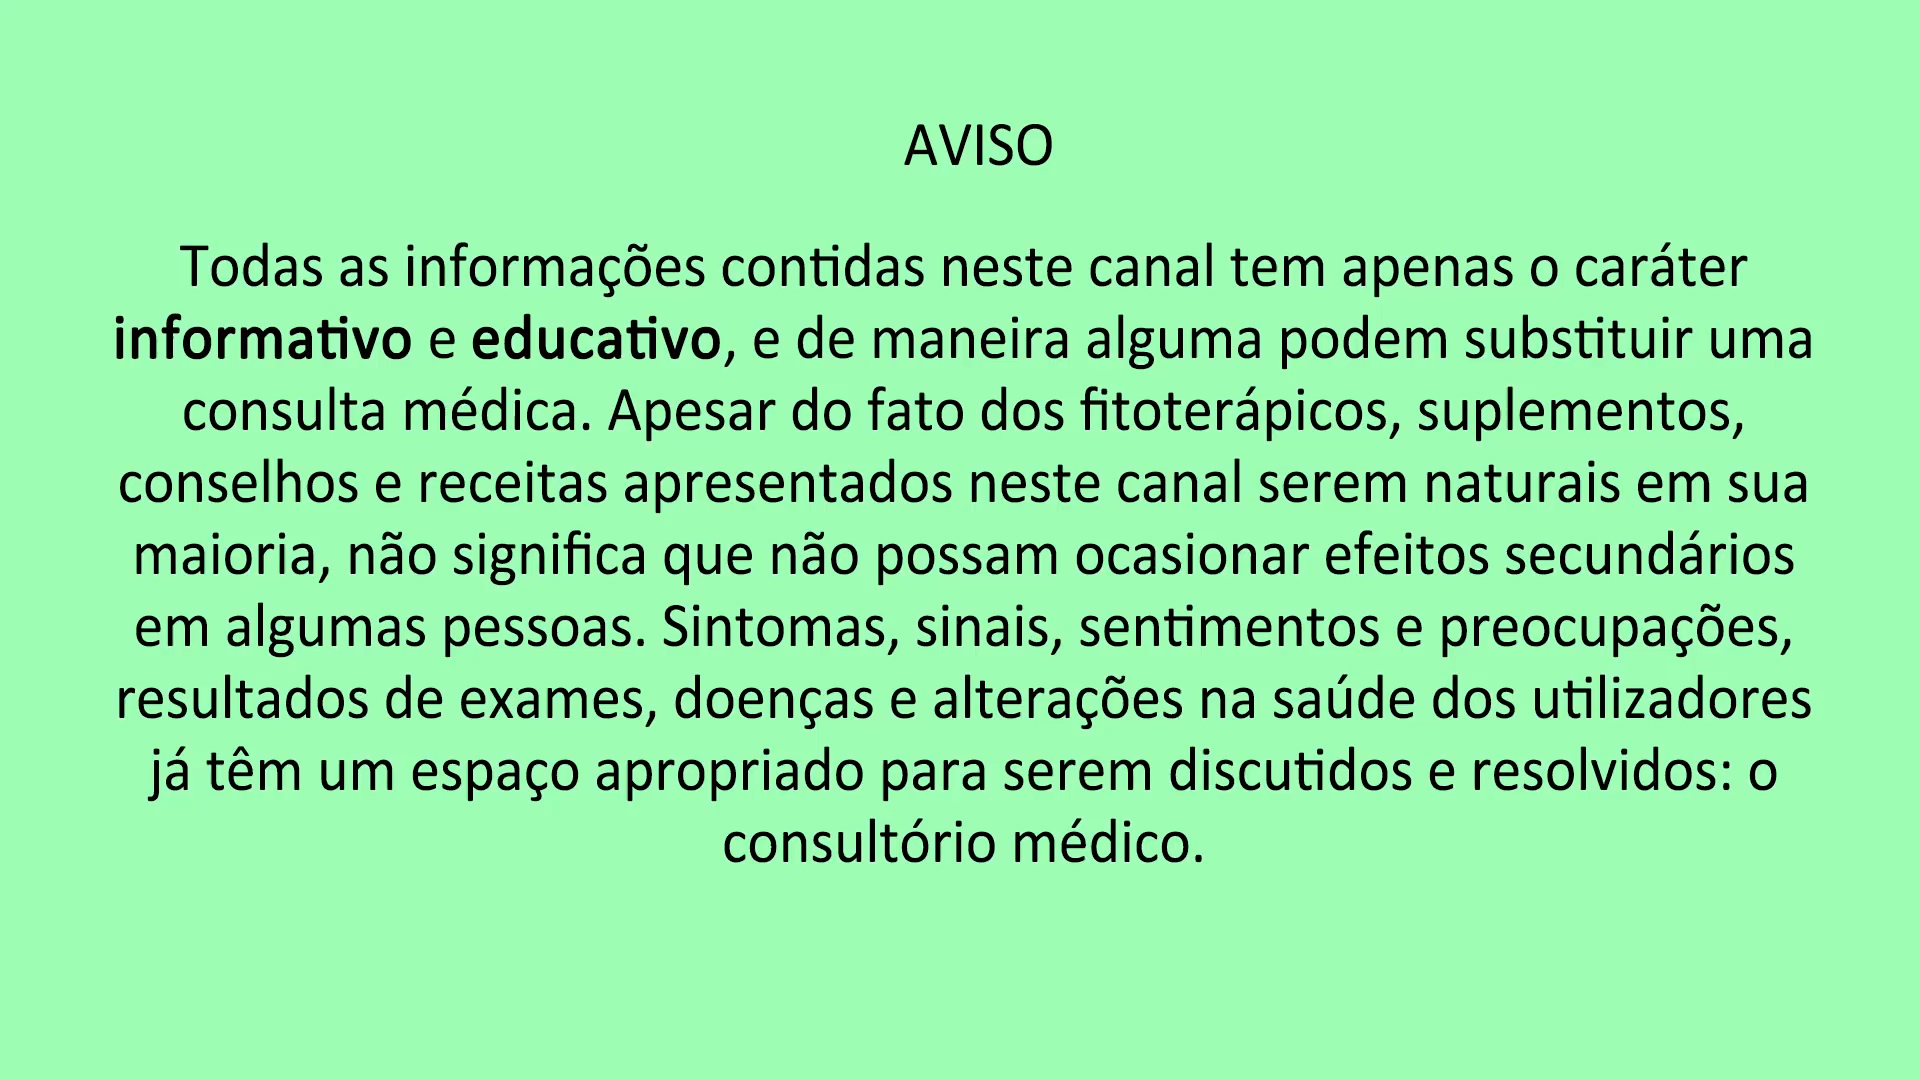 AVISO
Todas as informações contidas neste canal tem apenas o caráter
informativo e educativo, e de maneira alguma podem substituir uma
consulta médica. Apesar do fato dos fitoterápicos, suplementos,
conselhos e receitas apresentados neste canal serem naturais em sua
maioria, não significa que não possam ocasionar efeitos secundários
em algumas pessoas. Sintomas, sinais, sentimentos e preocupações,
resultados de exames, doenças e alterações na saúde dos utilizadores
já têm um espaço apropriado para serem discutidos e resolvidos: o
consultório médico.